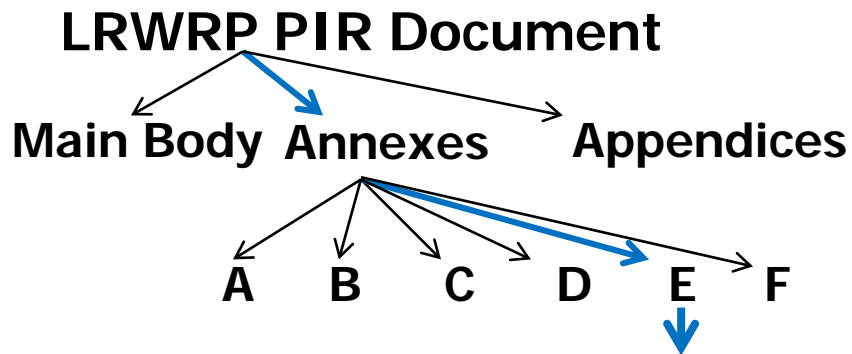 LRWRP PIR Document
Main Body Annexes Appendices
A B C D E F